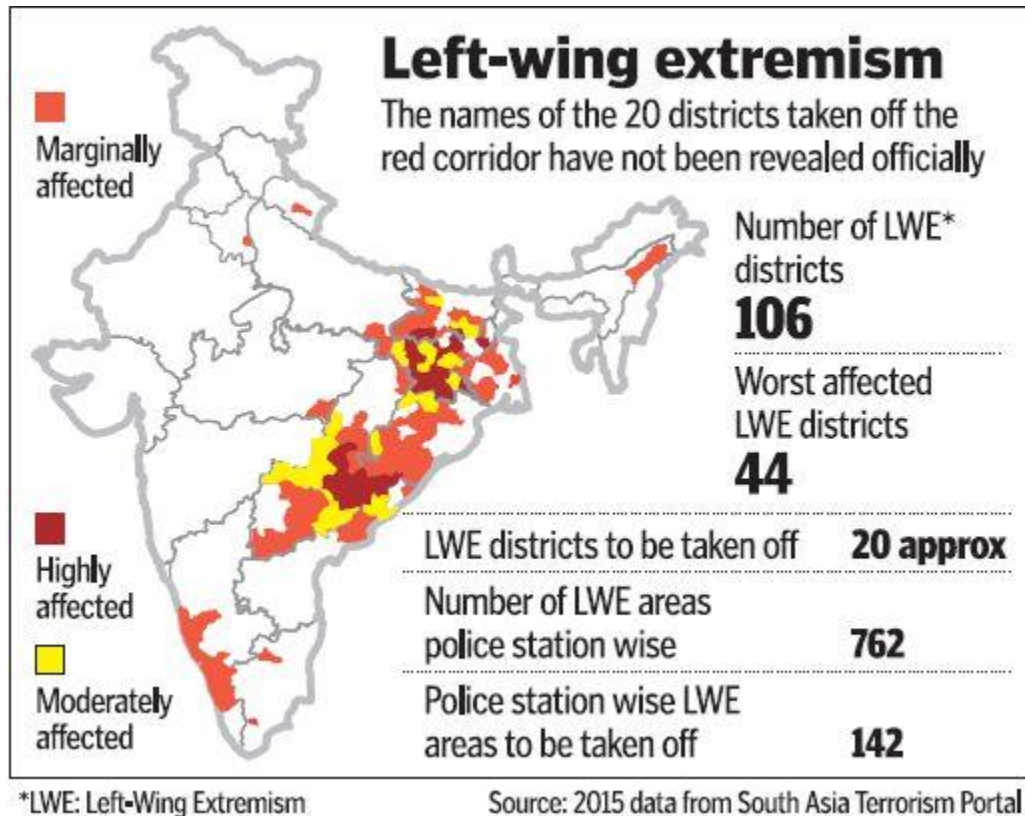 Left-wing extremism
The names of the 20 districts taken off the
red corridor have not been revealed officially
Marginally
affected
Number of LWE*
districts
106
Worst affected
LWE districts
44
Highly
affected
Moderately
affected
LWE districts to be taken off 20 approx
Number of LWE areas
police station wise 762
Police station wise LWE
areas to be taken off 142
*LWE: Left-Wing Extremism Source: 2015 data from South Asia Terrorism Portal